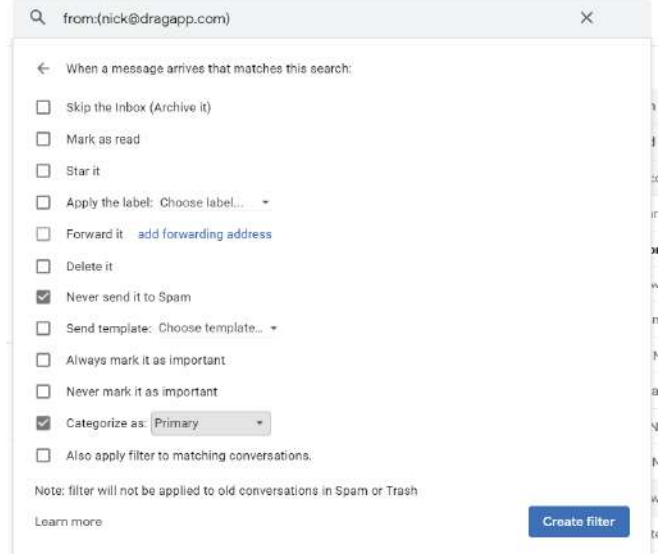 from:(nick@dragapp.com)
When a message arrives that matches this search:
Skip the Inbox (Archive it)
Mark as read
Star it
Apply the label: Choose label...
Forward it add forwarding address
Delete it
Never send it to Spam
Send template: Choose template...
Always mark it as important
Never mark it as important
Categorize as: Primary
Also apply filter to matching conversations.
Note: filter will not be applied to old conversations in Spam or Trash
Learn more Create filter